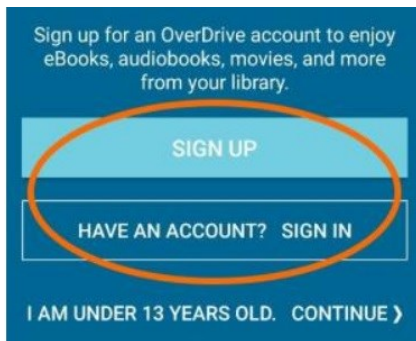 Sign up for an OverDrive account to enjoy
eBooks, audiobooks, movies, and more
from your library.
SIGN UP
HAVE AN ACCOUNT? SIGN IN
I AM UNDER 13 YEARS OLD. CONTINUE ❯